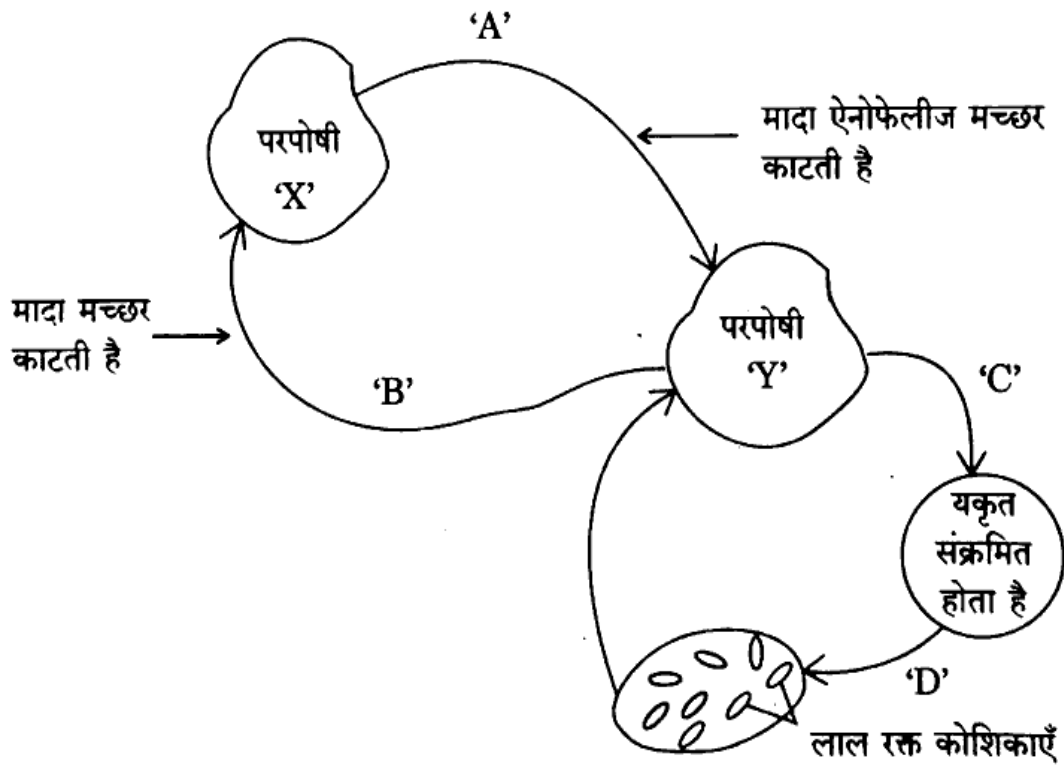 ‘A’
परपोषी
‘X’
मादा ऐनोफेलीज मच्छर
काटती है
मादा मच्छर
काटती है
परपोषी
‘Y’
‘B’
‘C’
यकृत
संक्रमित
होता है
‘D’
लाल रक्त कोशिकाएँ